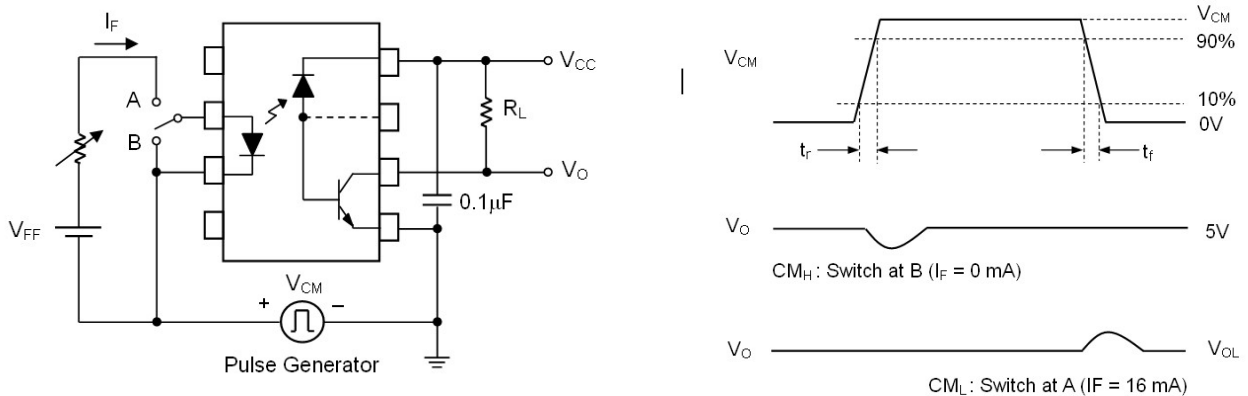 I_F
A
B
V_FF
V_CC
R_L
V_O
0.1μF
V_CM
+ −
Pulse Generator
V_CM
V_CM
90%
10%
0V
t_r
t_f
V_O
5V
CM_H : Switch at B (I_F = 0 mA)
V_O
V_OL
CM_L : Switch at A (IF = 16 mA)